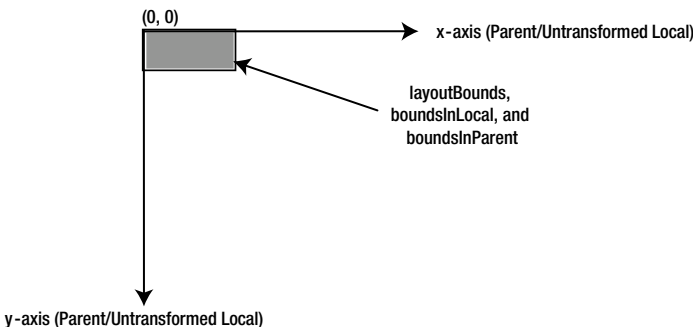 (0, 0)
x-axis (Parent/Untransformed Local)
layoutBounds,
boundsInLocal, and
boundsInParent
y-axis (Parent/Untransformed Local)